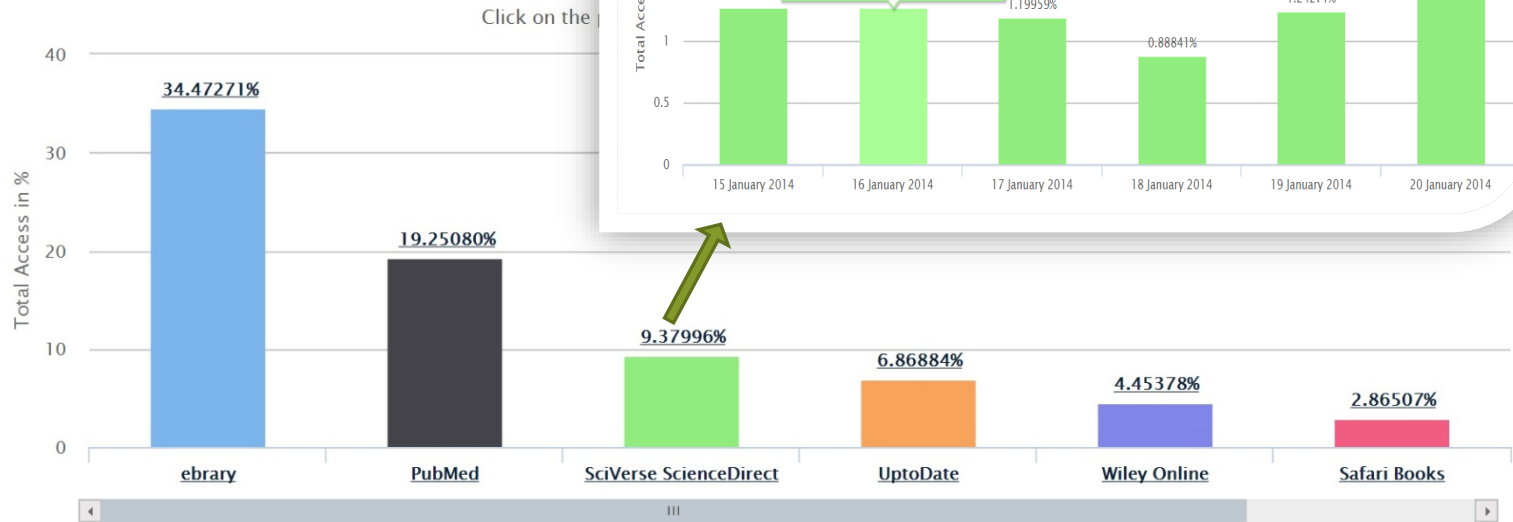 Click on the
Total Access in %
40
30
20
10
0
34.47271%
19.25080%
9.37996%
6.86884%
4.45378%
2.86507%
ebrary
PubMed
SciVerse ScienceDirect
UptoDate
Wiley Online
Safari Books
Total
1
0.5
0
1.19959%
0.88841%
15 January 2014
16 January 2014
17 January 2014
18 January 2014
19 January 2014
20 January 2014